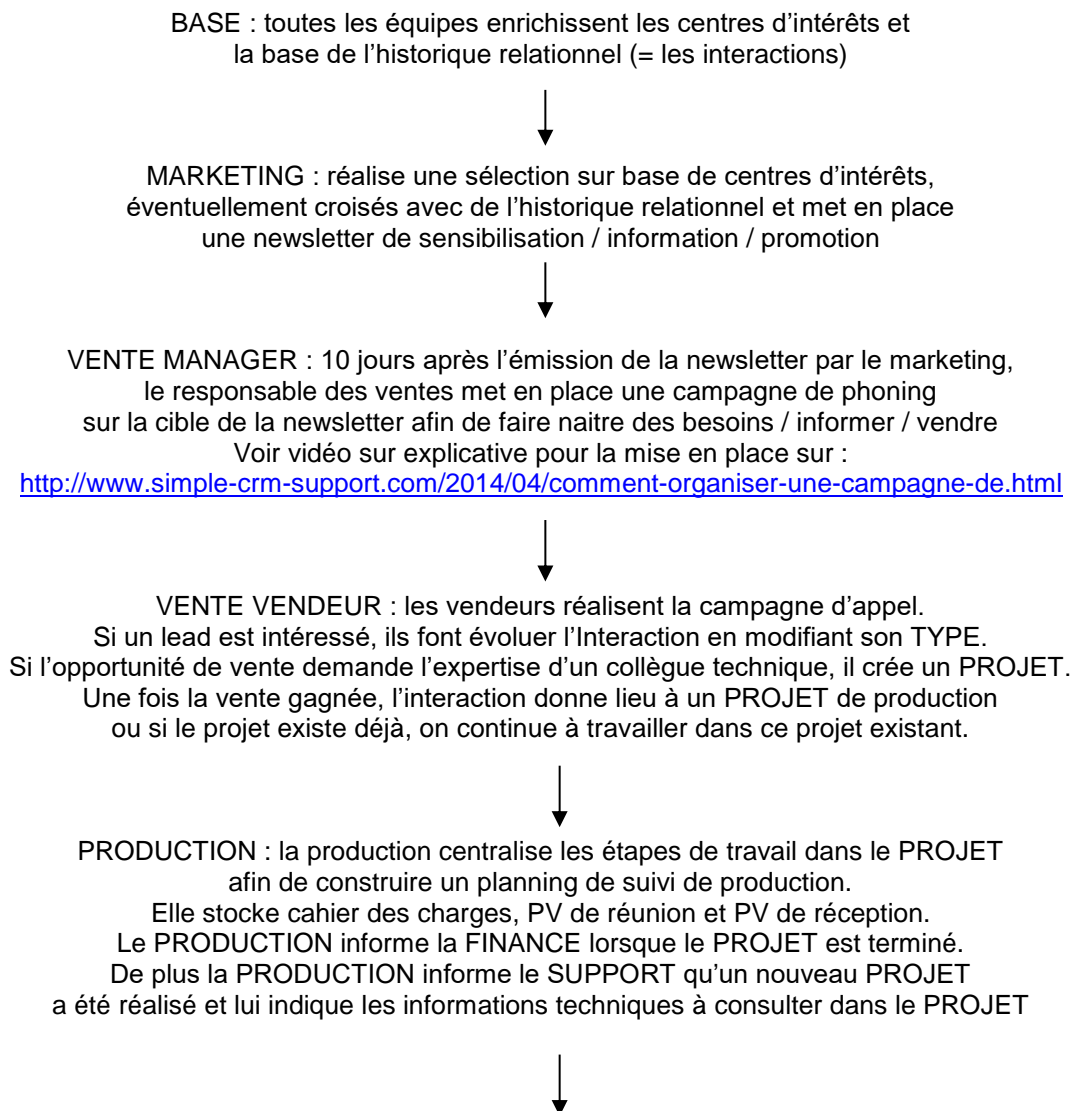 BASE : toutes les équipes enrichissent les centres d’intérêts et
la base de l’historique relationnel (= les interactions)
MARKETING : réalise une sélection sur base de centres d’intérêts,
éventuellement croisés avec de l’historique relationnel et met en place
une newsletter de sensibilisation / information / promotion
VENTE MANAGER : 10 jours après l’émission de la newsletter par le marketing,
le responsable des ventes met en place une campagne de phoning
sur la cible de la newsletter afin de faire naitre des besoins / informer / vendre
Voir vidéo sur explicative pour la mise en place sur :
http://www.simple-crm-support.com/2014/04/comment-organiser-une-campagne-de.html
VENTE VENDEUR : les vendeurs réalisent la campagne d’appel.
Si un lead est intéressé, ils font évoluer l’Interaction en modifiant son TYPE.
Si l’opportunité de vente demande l’expertise d’un collègue technique, il crée un PROJET.
Une fois la vente gagnée, l’interaction donne lieu à un PROJET de production
ou si le projet existe déjà, on continue à travailler dans ce projet existant.
PRODUCTION : la production centralise les étapes de travail dans le PROJET
afin de construire un planning de suivi de production.
Elle stocke cahier des charges, PV de réunion et PV de réception.
Le PRODUCTION informe la FINANCE lorsque le PROJET est terminé.
De plus la PRODUCTION informe le SUPPORT qu’un nouveau PROJET
a été réalisé et lui indique les informations techniques à consulter dans le PROJET